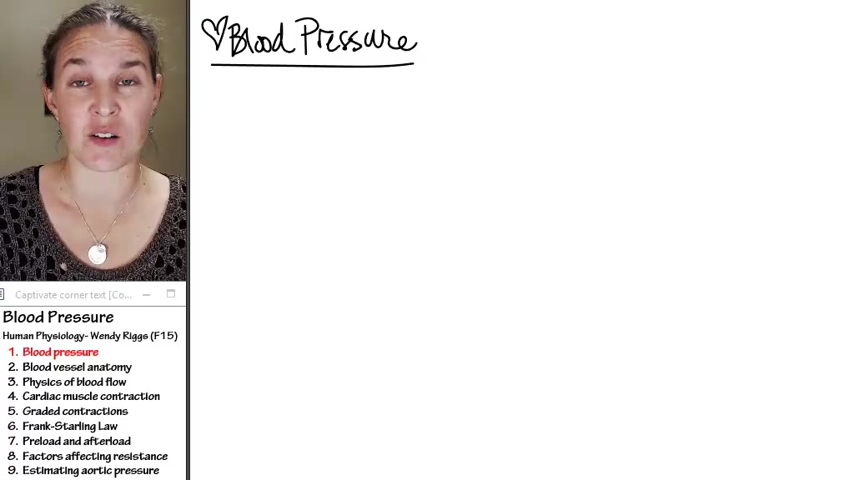 ♡Blood Pressure
Captivate corner text [Co...
Blood Pressure
Human Physiology- Wendy Riggs (F15)
1. Blood pressure
2. Blood vessel anatomy
3. Physics of blood flow
4. Cardiac muscle contraction
5. Graded contractions
6. Frank-Starling Law
7. Preload and afterload
8. Factors affecting resistance
9. Estimating aortic pressure